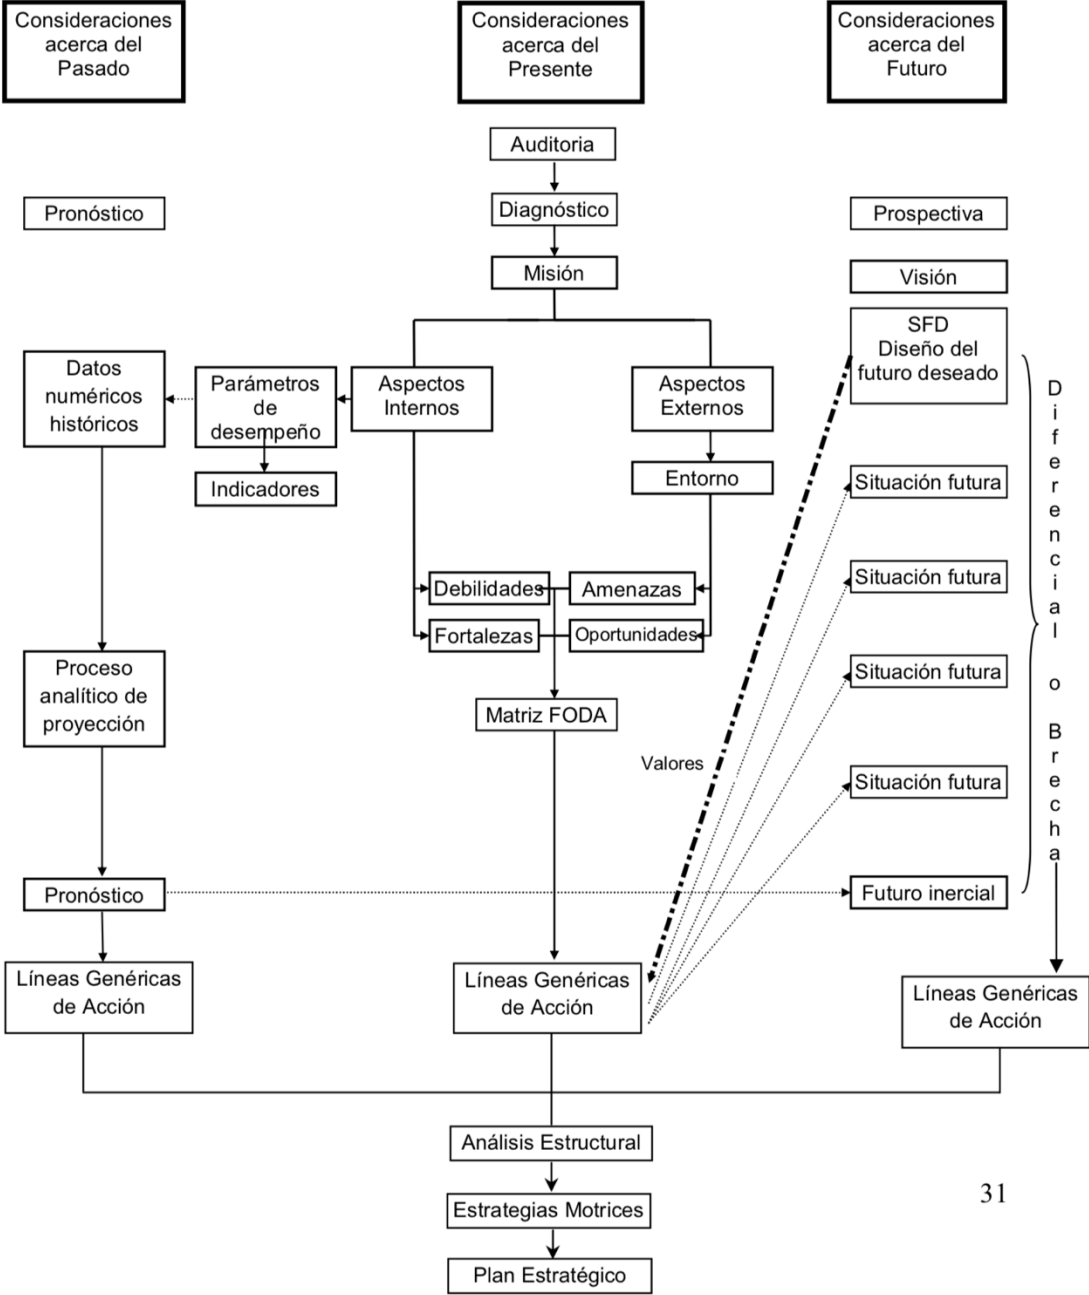 Consideraciones
acerca del
Pasado
Consideraciones
acerca del
Presente
Consideraciones
acerca del
Futuro
Auditoria
Diagnóstico
Misión
Pronóstico
Prospectiva
Visión
SFD
Diseño del
futuro deseado
Datos
numéricos
históricos
Parámetros
de
desempeño
Indicadores
Aspectos
Internos
Aspectos
Externos
Entorno
Debilidades
Amenazas
Fortalezas
Oportunidades
Matriz FODA
Situación futura
Situación futura
Situación futura
Situación futura
Diferencial o Brecha
Proceso
analítico de
proyección
Valores
Pronóstico
Futuro inercial
Líneas Genéricas
de Acción
Líneas Genéricas
de Acción
Líneas Genéricas
de Acción
Análisis Estructural
Estrategias Motrices
Plan Estratégico
31